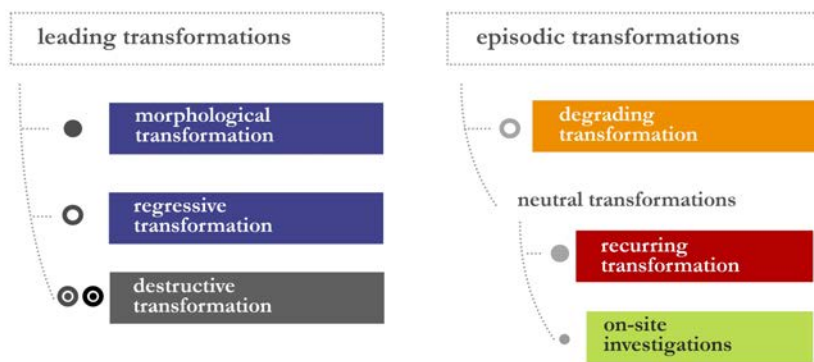 leading transformations
morphological
transformation
regressive
transformation
destructive
transformation
episodic transformations
degrading
transformation
neutral transformations
recurring
transformation
on-site
investigations